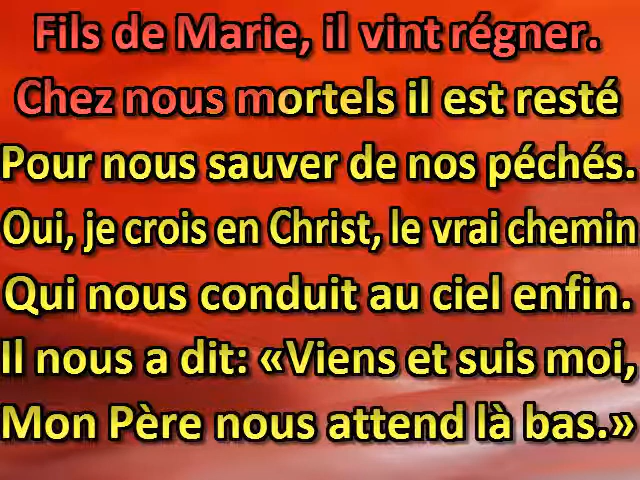 Fils de Marie, il vint régner.
Chez nous mortels il est resté
Pour nous sauver de nos péchés.
Oui, je crois en Christ, le vrai chemin
Qui nous conduit au ciel enfin.
Il nous a dit: «Viens et suis moi,
Mon Père nous attend là bas.»